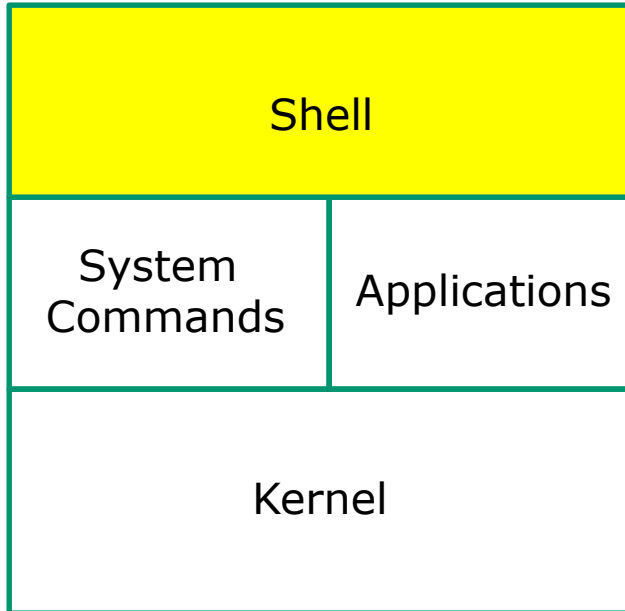 Shell
System
Commands
Applications
Kernel